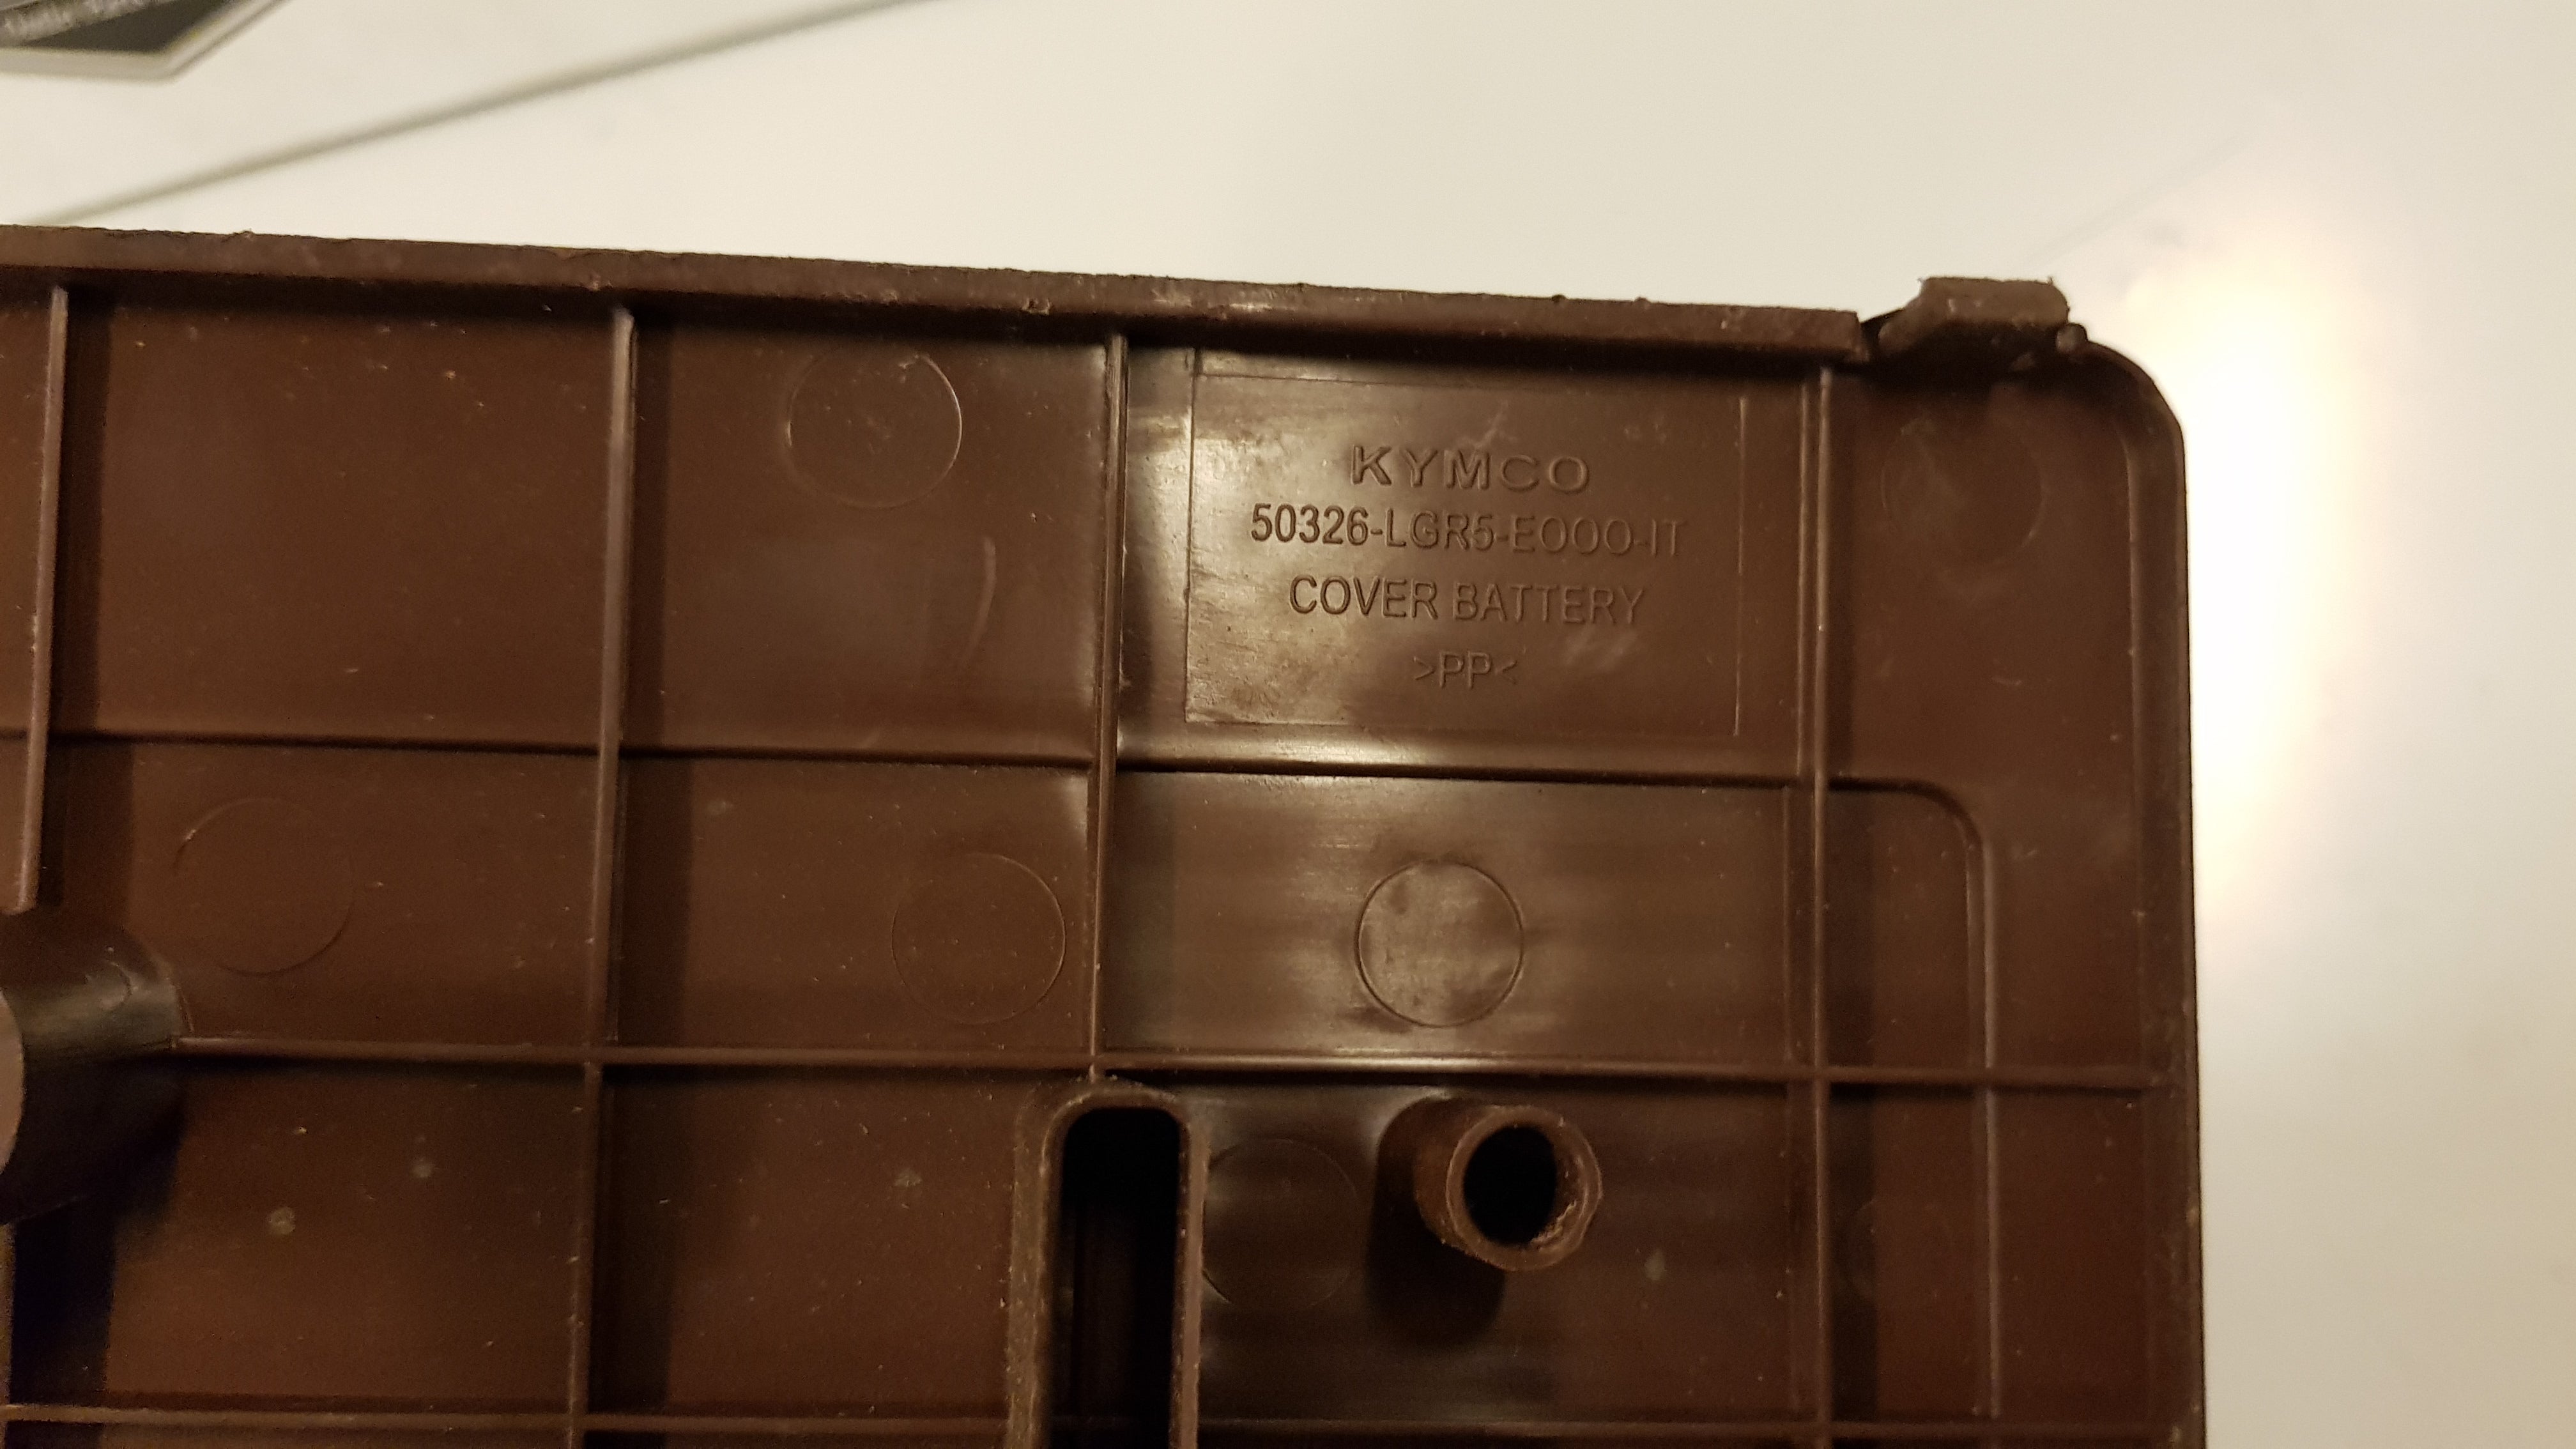 KYMCO
50326-LGR5-E000-IT
COVER BATTERY
>PP<